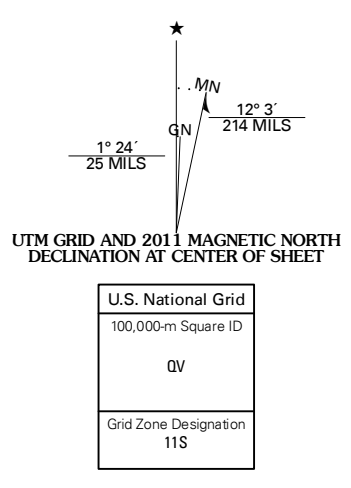 ★
MN
GN
12° 3´
214 MILS
1° 24´
25 MILS
UTM GRID AND 2011 MAGNETIC NORTH
DECLINATION AT CENTER OF SHEET
U.S. National Grid
100,000-m Square ID
QV
Grid Zone Designation
11S